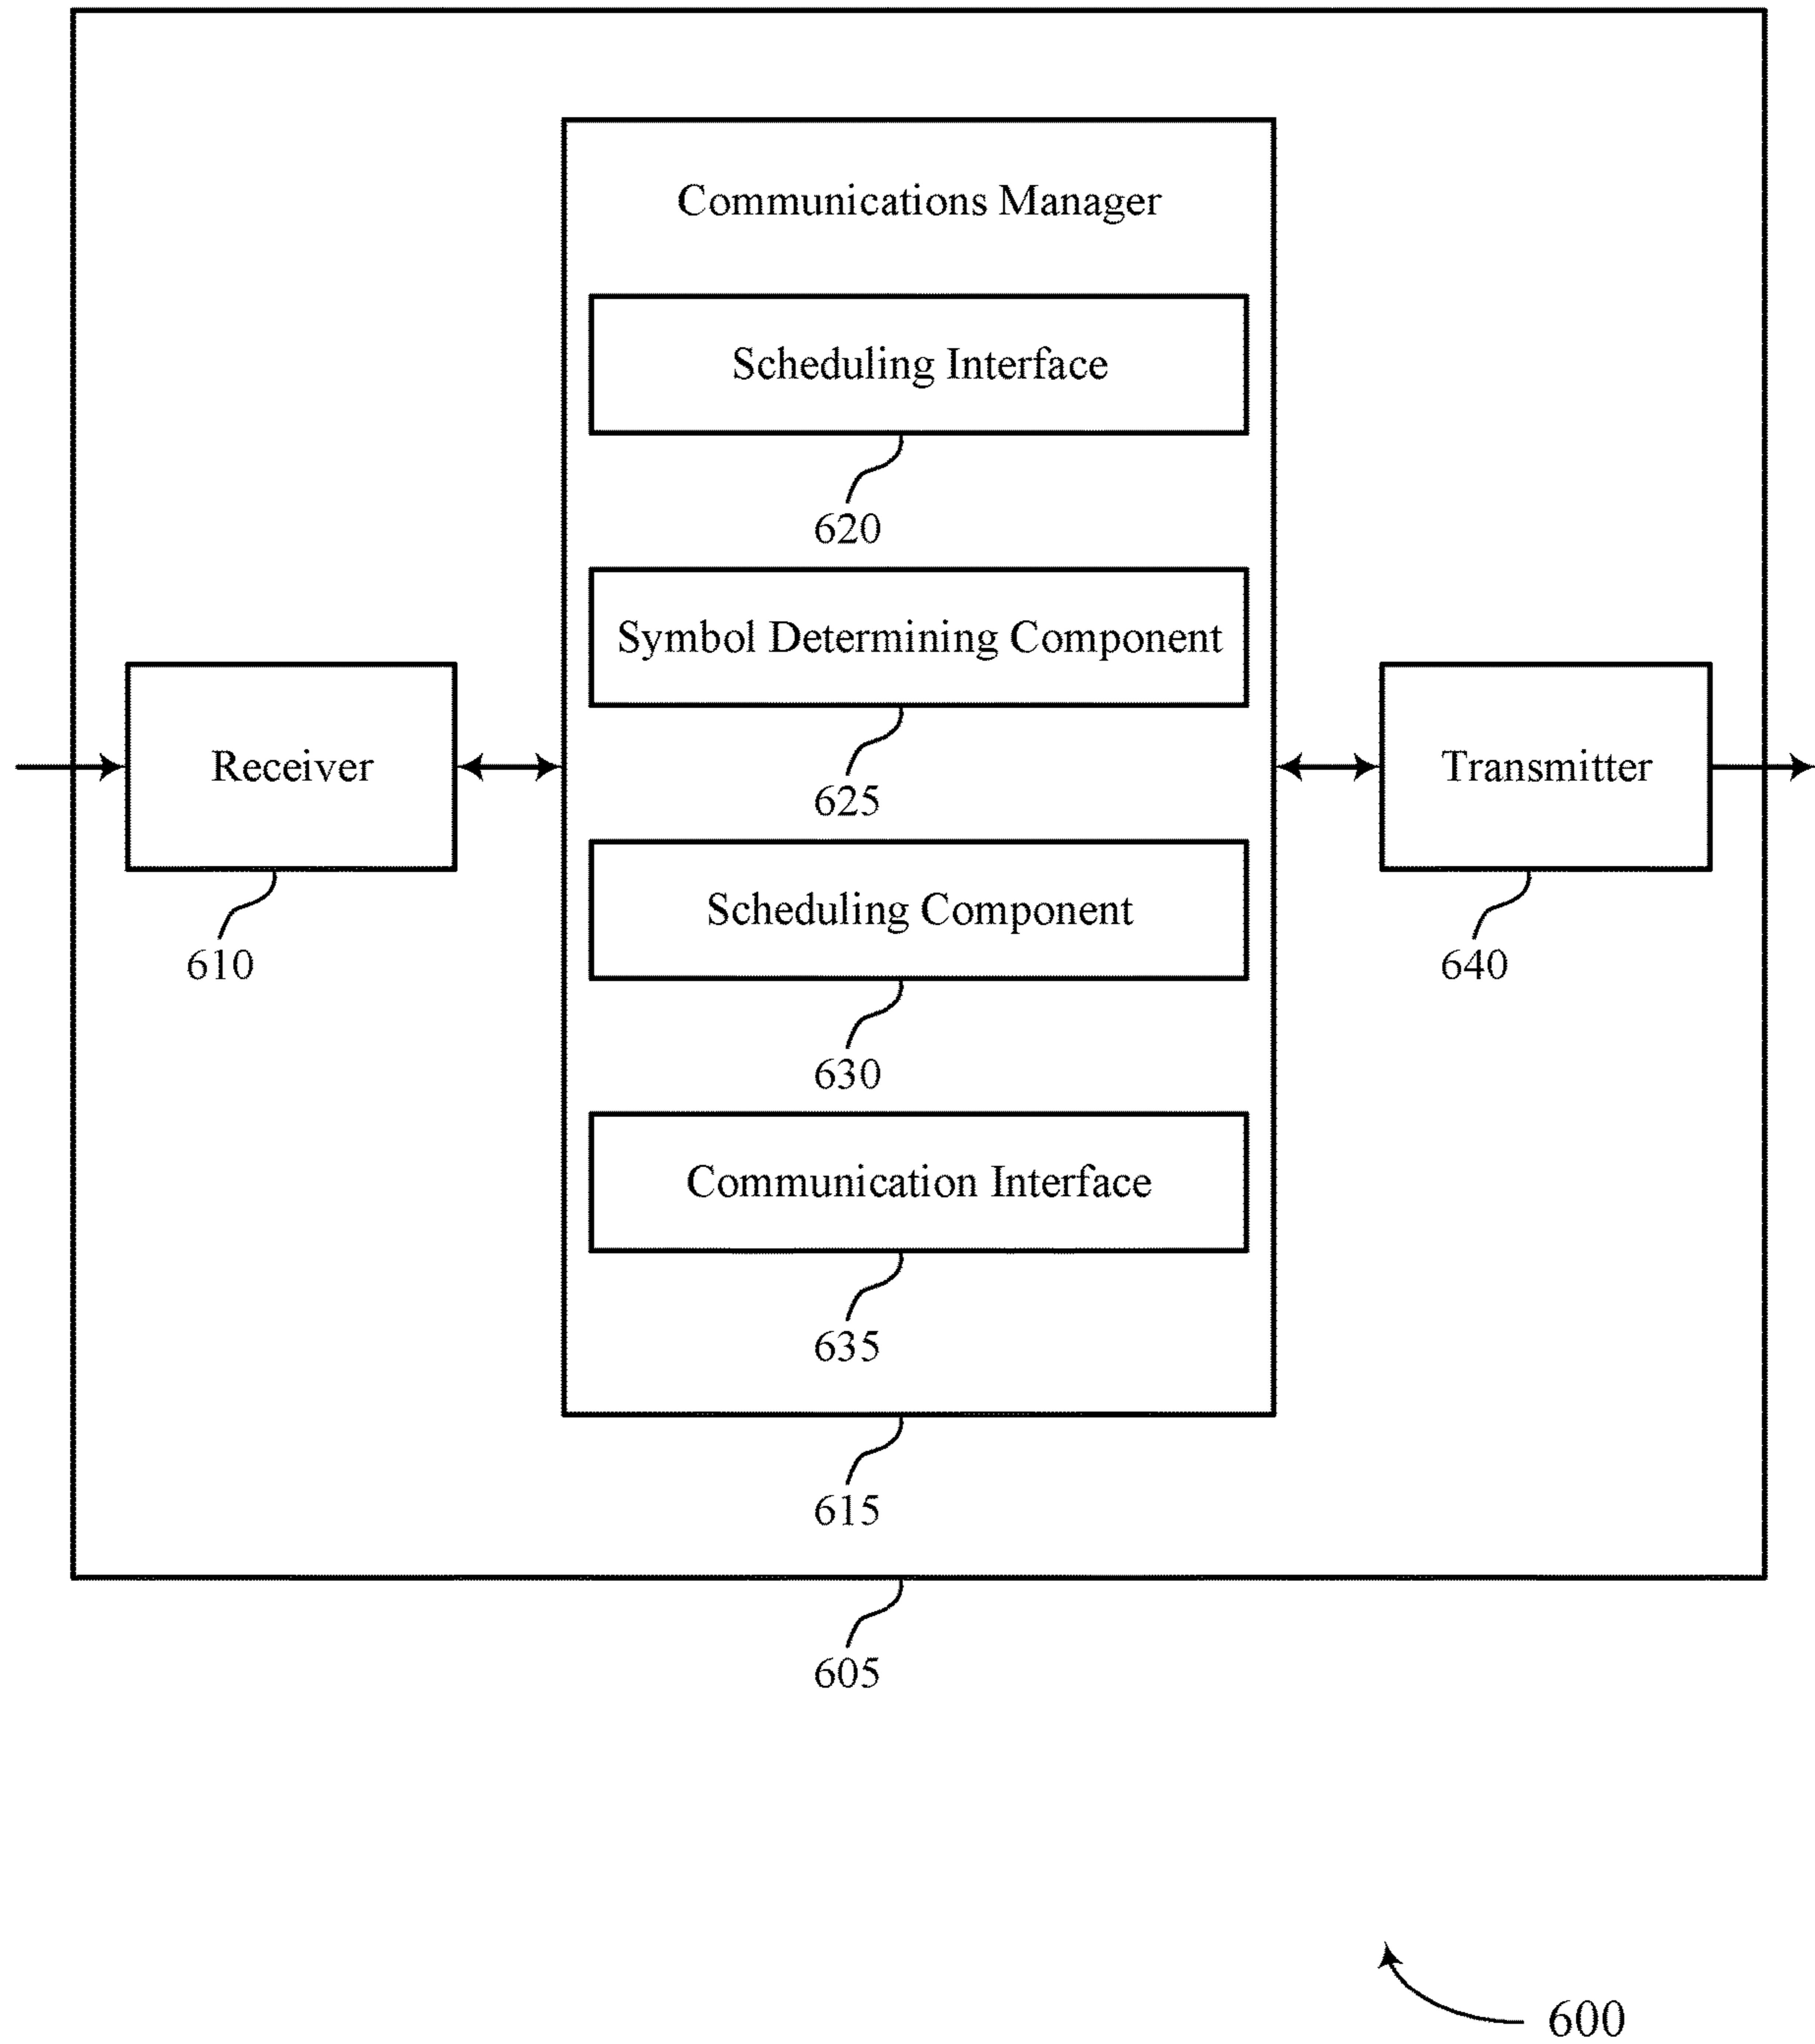 Communications Manager
Scheduling Interface
620
Symbol Determining Component
625
Receiver
610
Transmitter
640
Scheduling Component
630
Communication Interface
635
615
605
600